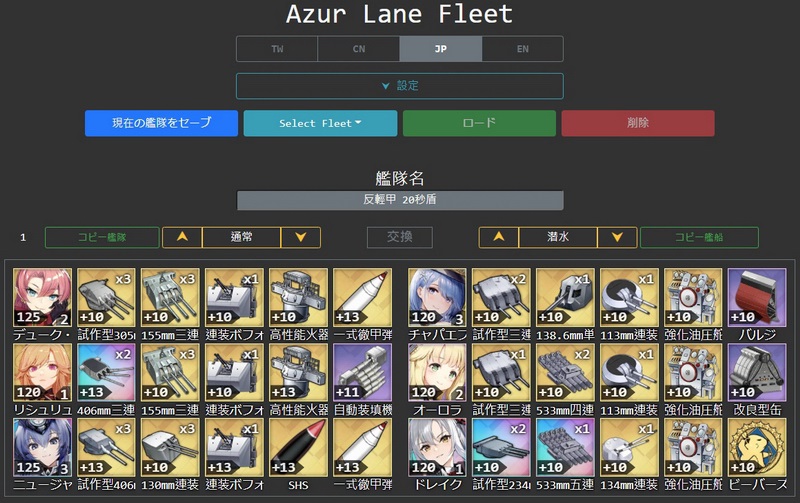 Azur Lane Fleet
TW CN JP EN
設定
現在の艦隊をセーブ Select Fleet ロード 削除
艦隊名
反輕甲 20秒盾
1 コピー艦隊 通常 交換 潜水 コピー艦船
125 2 x3 +10 x3 +10 x1 +10 +10 +13 120 3 x2 +10 x1 +10 x1 +10 +10 +10
デューク・ 試作型305m 155mm三連 連装ボフォ 高性能火器 一式徹甲弾 チャパエフ 試作型三連 138.6mm単 113mm連装 強化油圧舵 バルジ
120 1 x2 +13 x3 +10 x1 +10 +13 +11 120 2 x1 +10 x2 +10 x1 +10 +10 +10
リシュリュ 406mm三連 155mm三連 連装ボフォ 高性能火器 自動装填機 オーロラ 試作型三連 533mm四連 113mm連装 強化油圧舵 改良型缶
125 3 x3 +13 x3 +10 x1 +13 +13 +13 120 1 x2 +10 x1 +10 x1 +10 +10 +10
ニュージャ 試作型406m 130mm連装 連装ボフォ SHS 一式徹甲弾 ドレイク 試作型234m 533mm五連 134mm連装 強化油圧舵 ビーバーズ